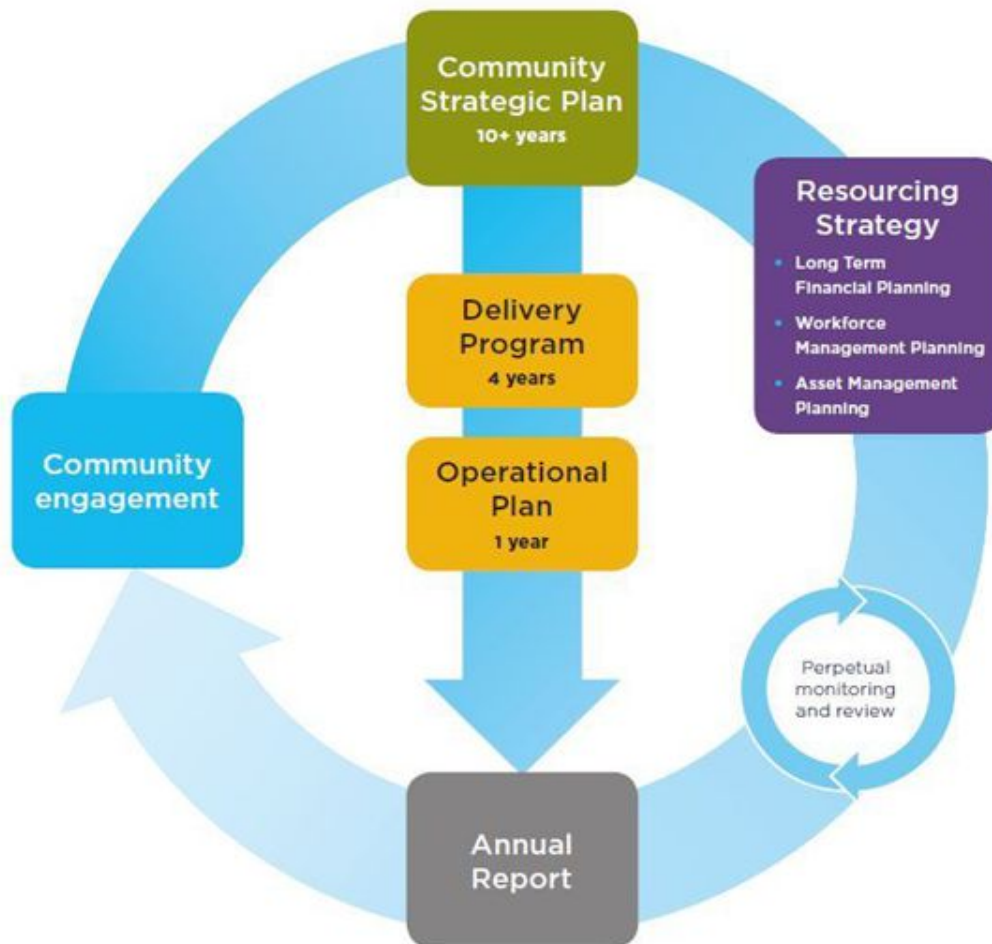 Community
Strategic Plan
10+ years
Resourcing
Strategy
• Long Term
Financial Planning
• Workforce
Management Planning
• Asset Management
Planning
Delivery
Program
4 years
Community
engagement
Operational
Plan
1 year
Perpetual
monitoring
and review
Annual
Report